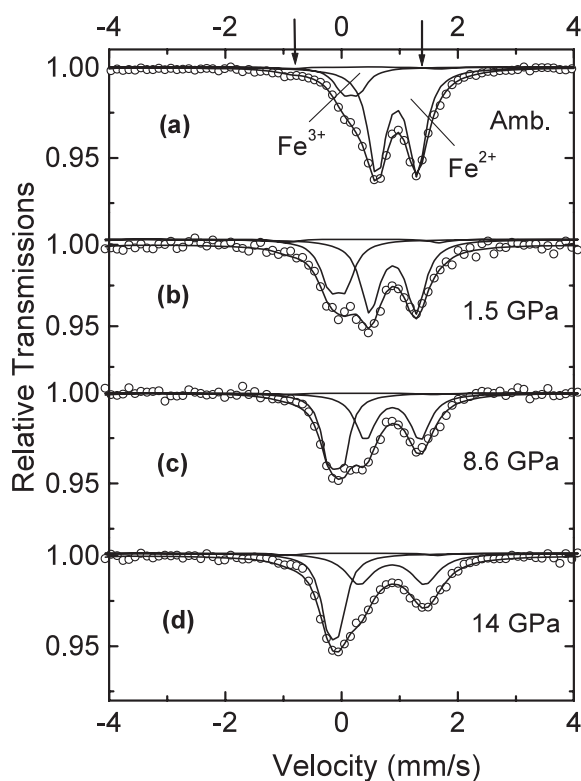 -4 -2 0 2 4
1.00
(a)
Fe3+
Fe2+
Amb.
0.95
1.00
(b)
1.5 GPa
0.95
1.00
(c)
8.6 GPa
0.95
1.00
(d)
14 GPa
0.95
-4 -2 0 2 4
Velocity (mm/s)
Relative Transmissions